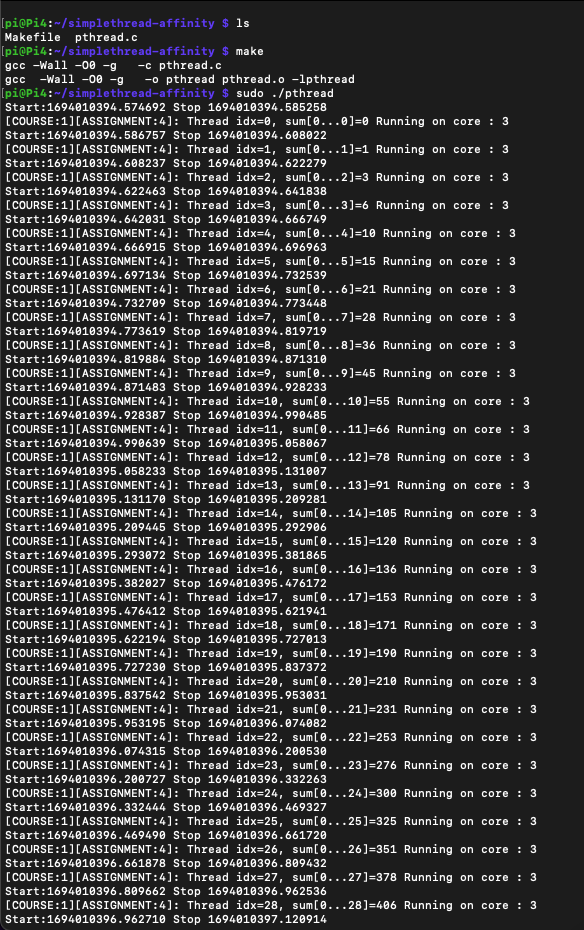 pi@Pi4:~/simplethread-affinity $ ls
Makefile  pthread.c
pi@Pi4:~/simplethread-affinity $ make
gcc -Wall -O0 -g   -c pthread.c
gcc  -Wall -O0 -g   -o pthread pthread.o -lpthread
pi@Pi4:~/simplethread-affinity $ sudo ./pthread
Start:1694010394.574692 Stop 1694010394.585258
[COURSE:1][ASSIGNMENT:4]: Thread idx=0, sum[0...0]=0 Running on core : 3
Start:1694010394.586757 Stop 1694010394.608022
[COURSE:1][ASSIGNMENT:4]: Thread idx=1, sum[0...1]=1 Running on core : 3
Start:1694010394.608237 Stop 1694010394.622279
[COURSE:1][ASSIGNMENT:4]: Thread idx=2, sum[0...2]=3 Running on core : 3
Start:1694010394.622463 Stop 1694010394.641838
[COURSE:1][ASSIGNMENT:4]: Thread idx=3, sum[0...3]=6 Running on core : 3
Start:1694010394.642031 Stop 1694010394.666749
[COURSE:1][ASSIGNMENT:4]: Thread idx=4, sum[0...4]=10 Running on core : 3
Start:1694010394.666915 Stop 1694010394.696963
[COURSE:1][ASSIGNMENT:4]: Thread idx=5, sum[0...5]=15 Running on core : 3
Start:1694010394.697134 Stop 1694010394.732539
[COURSE:1][ASSIGNMENT:4]: Thread idx=6, sum[0...6]=21 Running on core : 3
Start:1694010394.732709 Stop 1694010394.773448
[COURSE:1][ASSIGNMENT:4]: Thread idx=7, sum[0...7]=28 Running on core : 3
Start:1694010394.773619 Stop 1694010394.819719
[COURSE:1][ASSIGNMENT:4]: Thread idx=8, sum[0...8]=36 Running on core : 3
Start:1694010394.819884 Stop 1694010394.871310
[COURSE:1][ASSIGNMENT:4]: Thread idx=9, sum[0...9]=45 Running on core : 3
Start:1694010394.871483 Stop 1694010394.928233
[COURSE:1][ASSIGNMENT:4]: Thread idx=10, sum[0...10]=55 Running on core : 3
Start:1694010394.928387 Stop 1694010394.990485
[COURSE:1][ASSIGNMENT:4]: Thread idx=11, sum[0...11]=66 Running on core : 3
Start:1694010394.990639 Stop 1694010395.058067
[COURSE:1][ASSIGNMENT:4]: Thread idx=12, sum[0...12]=78 Running on core : 3
Start:1694010395.058233 Stop 1694010395.131007
[COURSE:1][ASSIGNMENT:4]: Thread idx=13, sum[0...13]=91 Running on core : 3
Start:1694010395.131170 Stop 1694010395.209281
[COURSE:1][ASSIGNMENT:4]: Thread idx=14, sum[0...14]=105 Running on core : 3
Start:1694010395.209445 Stop 1694010395.292906
[COURSE:1][ASSIGNMENT:4]: Thread idx=15, sum[0...15]=120 Running on core : 3
Start:1694010395.293072 Stop 1694010395.381865
[COURSE:1][ASSIGNMENT:4]: Thread idx=16, sum[0...16]=136 Running on core : 3
Start:1694010395.382027 Stop 1694010395.476172
[COURSE:1][ASSIGNMENT:4]: Thread idx=17, sum[0...17]=153 Running on core : 3
Start:1694010395.476412 Stop 1694010395.621941
[COURSE:1][ASSIGNMENT:4]: Thread idx=18, sum[0...18]=171 Running on core : 3
Start:1694010395.622194 Stop 1694010395.727013
[COURSE:1][ASSIGNMENT:4]: Thread idx=19, sum[0...19]=190 Running on core : 3
Start:1694010395.727230 Stop 1694010395.837372
[COURSE:1][ASSIGNMENT:4]: Thread idx=20, sum[0...20]=210 Running on core : 3
Start:1694010395.837542 Stop 1694010395.953031
[COURSE:1][ASSIGNMENT:4]: Thread idx=21, sum[0...21]=231 Running on core : 3
Start:1694010395.953195 Stop 1694010396.074082
[COURSE:1][ASSIGNMENT:4]: Thread idx=22, sum[0...22]=253 Running on core : 3
Start:1694010396.074315 Stop 1694010396.200530
[COURSE:1][ASSIGNMENT:4]: Thread idx=23, sum[0...23]=276 Running on core : 3
Start:1694010396.200727 Stop 1694010396.332263
[COURSE:1][ASSIGNMENT:4]: Thread idx=24, sum[0...24]=300 Running on core : 3
Start:1694010396.332444 Stop 1694010396.469327
[COURSE:1][ASSIGNMENT:4]: Thread idx=25, sum[0...25]=325 Running on core : 3
Start:1694010396.469490 Stop 1694010396.661720
[COURSE:1][ASSIGNMENT:4]: Thread idx=26, sum[0...26]=351 Running on core : 3
Start:1694010396.661878 Stop 1694010396.809432
[COURSE:1][ASSIGNMENT:4]: Thread idx=27, sum[0...27]=378 Running on core : 3
Start:1694010396.809662 Stop 1694010396.962536
[COURSE:1][ASSIGNMENT:4]: Thread idx=28, sum[0...28]=406 Running on core : 3
Start:1694010396.962710 Stop 1694010397.120914